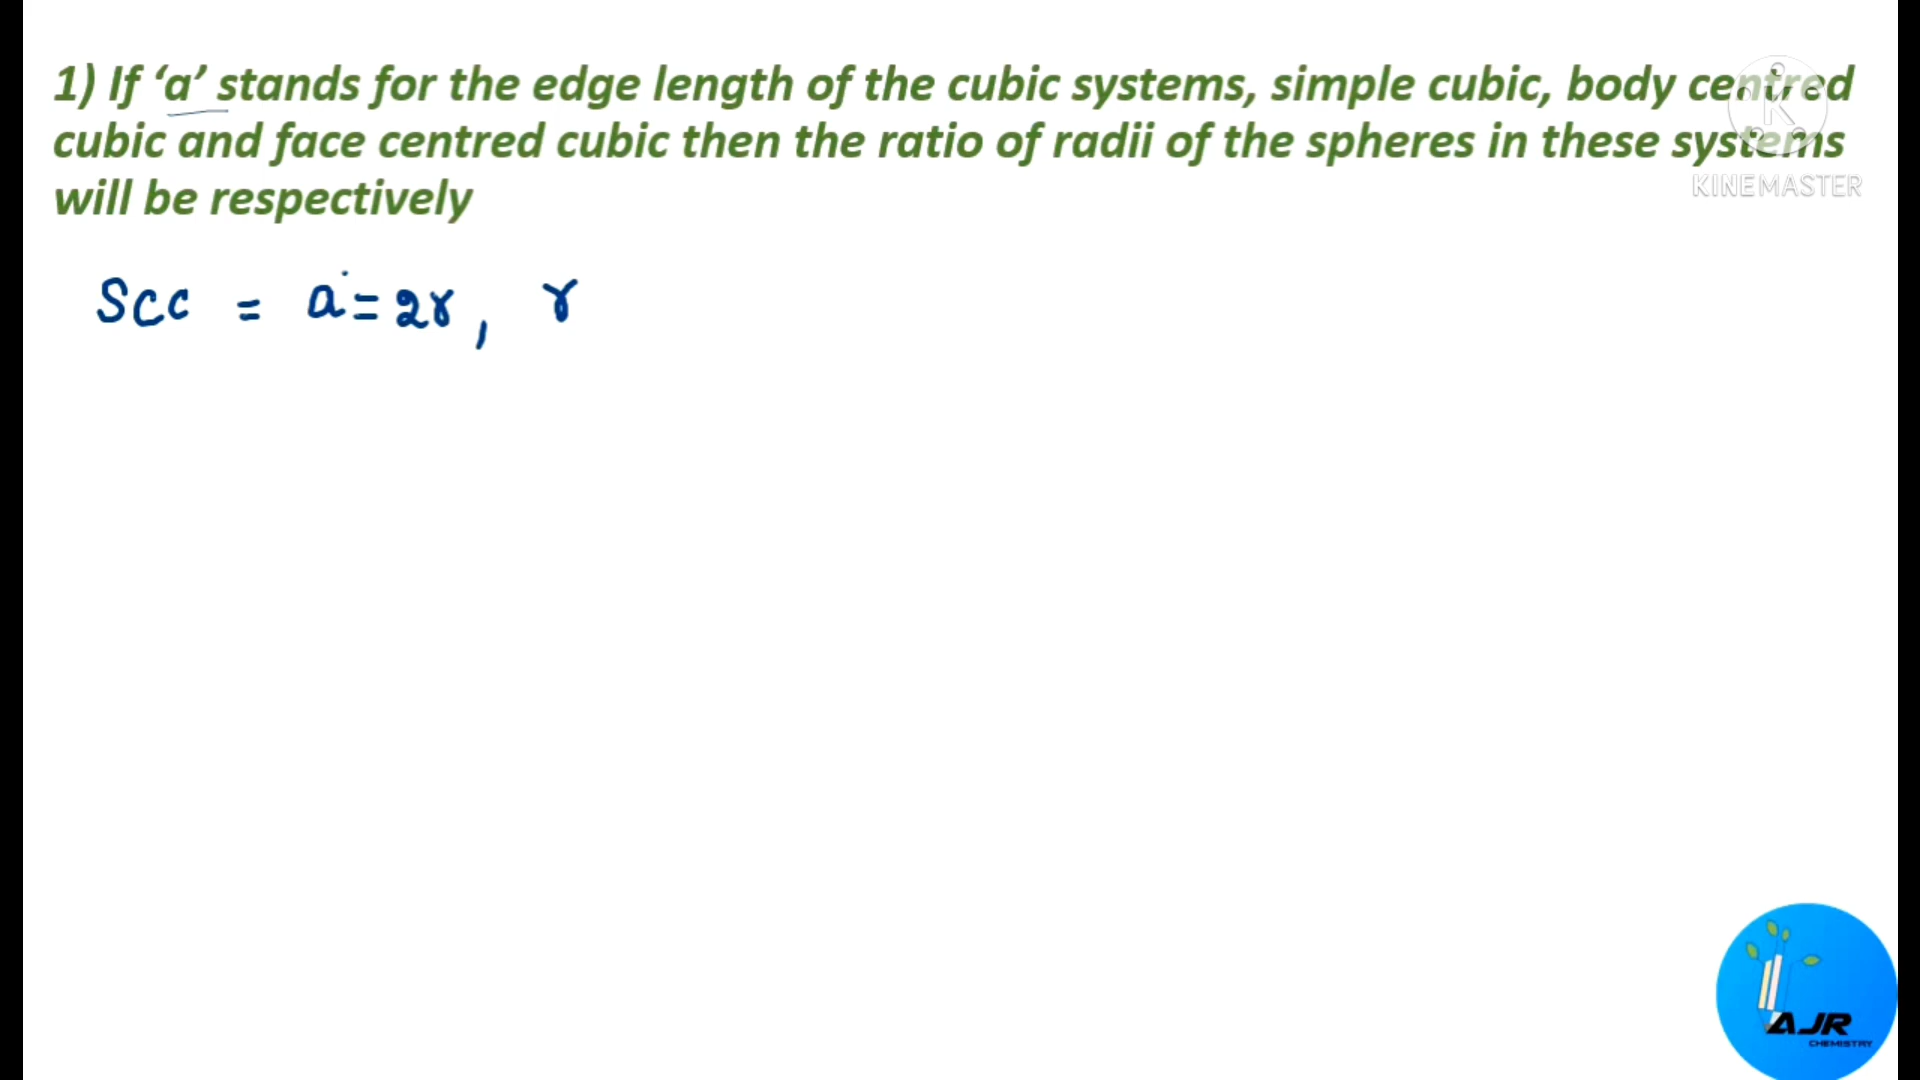 1) If ‘a’ stands for the edge length of the cubic systems, simple cubic, body centred
cubic and face centred cubic then the ratio of radii of the spheres in these systems
will be respectively
KINEMASTER
Scc = a = 2r, r
AJR
CHEMISTRY